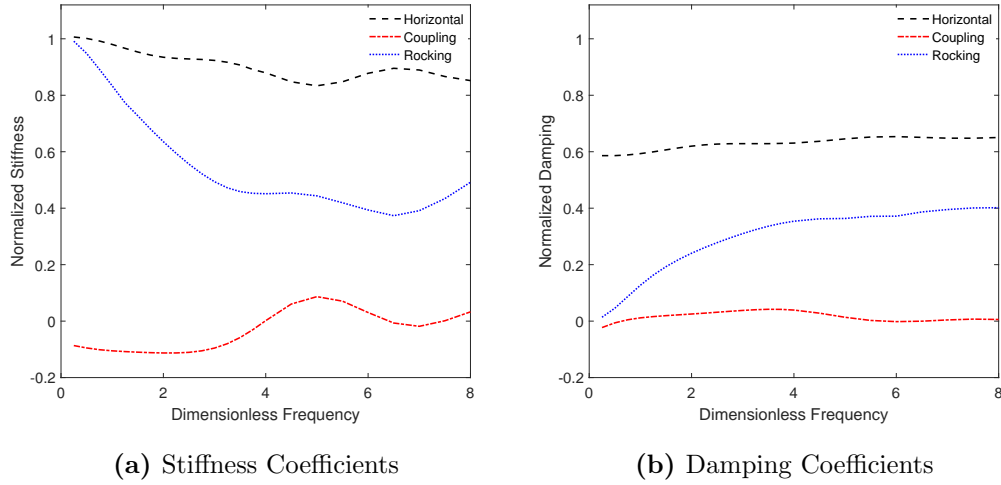 Normalized Stiffness
1
0.8
0.6
0.4
0.2
0
-0.2
0 2 4 6 8
Dimensionless Frequency
Horizontal
Coupling
Rocking
(a) Stiffness Coefficients
Normalized Damping
1
0.8
0.6
0.4
0.2
0
-0.2
0 2 4 6 8
Dimensionless Frequency
Horizontal
Coupling
Rocking
(b) Damping Coefficients